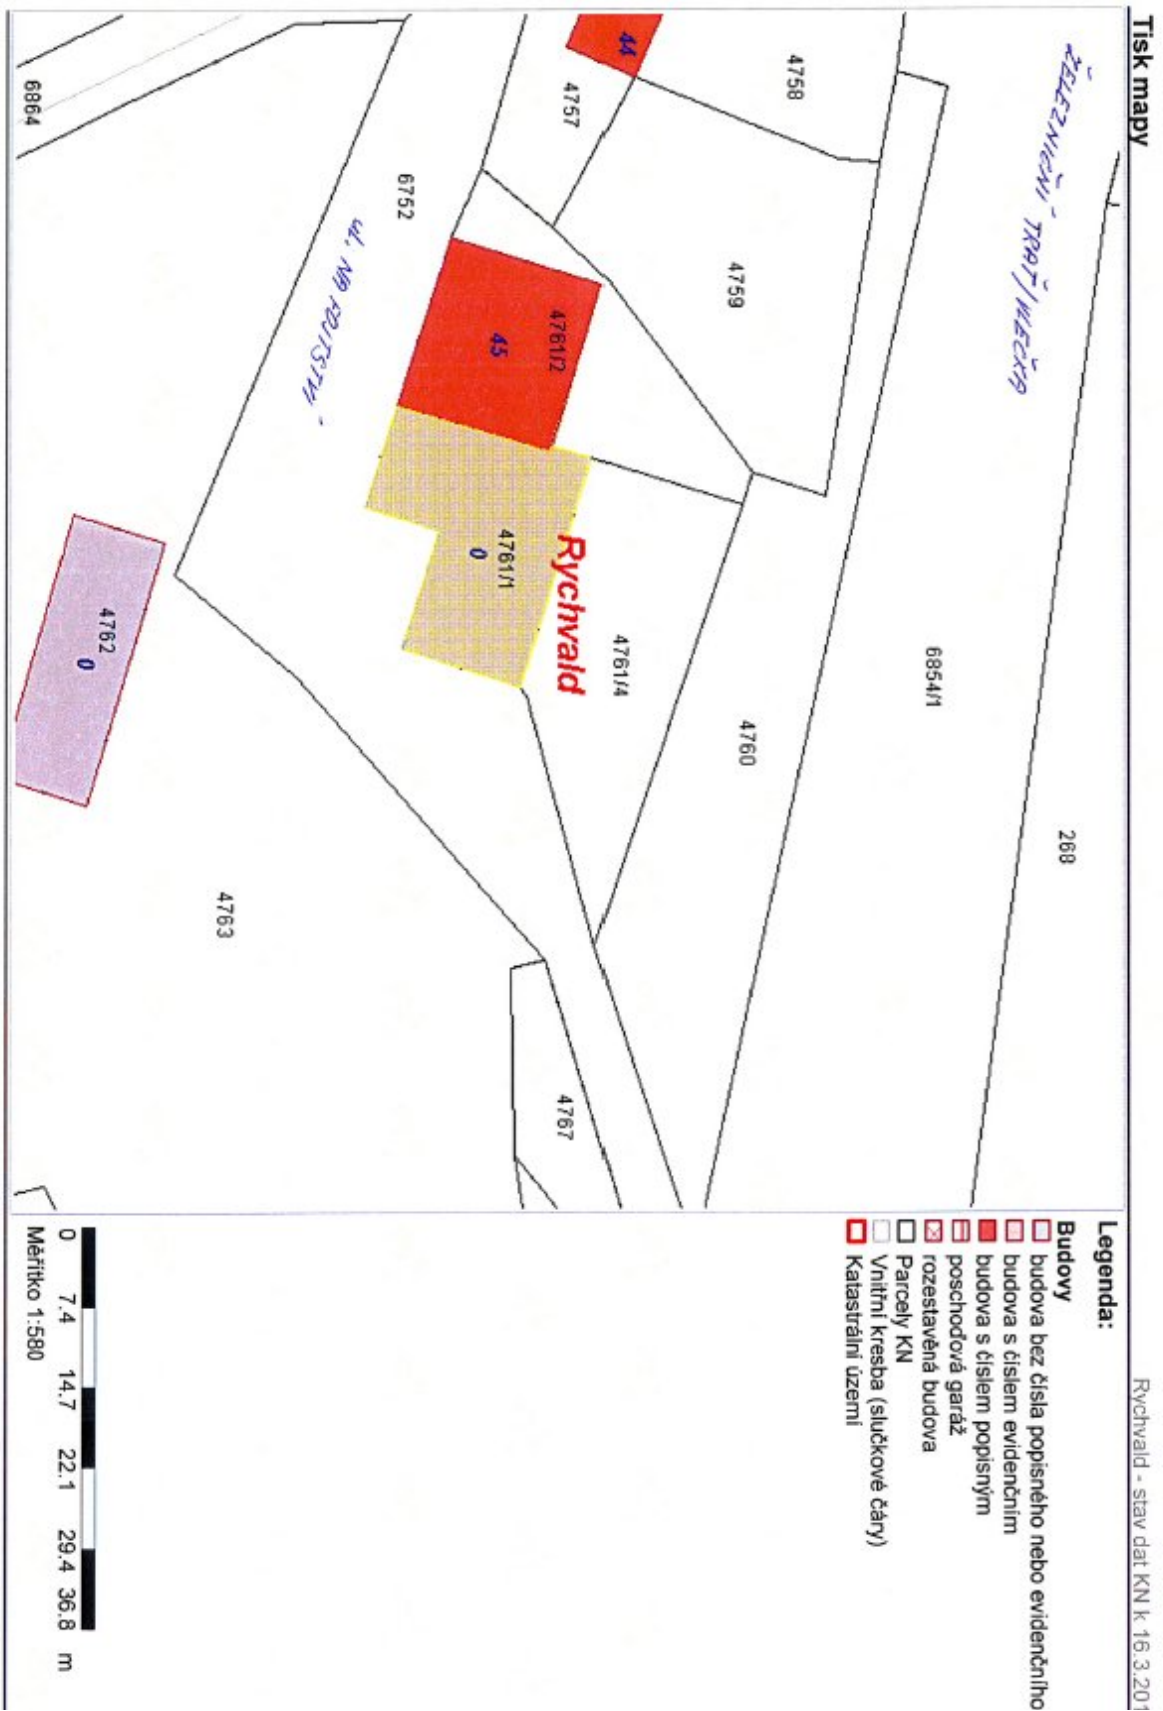 Tisk mapy
Rychvald - stav dat KN k 16.3.201
ŽELEZNIČNÍ TRAŤ/VLEČKA
268
6854/1
4758
4759
4760
44
4757
4761/2
45
4761/4
Rychvald
4761/1
0
6752
ul. NA FOJTSTVÍ
4767
6864
4762
0
4763
Legenda:
Budovy
budova bez čísla popisného nebo evidenčního
budova s číslem evidenčním
budova s číslem popisným
poschoďová garáž
rozestavěná budova
Parcely KN
Vnitřní kresba (slučkové čáry)
Katastrální území
0 7.4 14.7 22.1 29.4 36.8 m
Měřítko 1:580